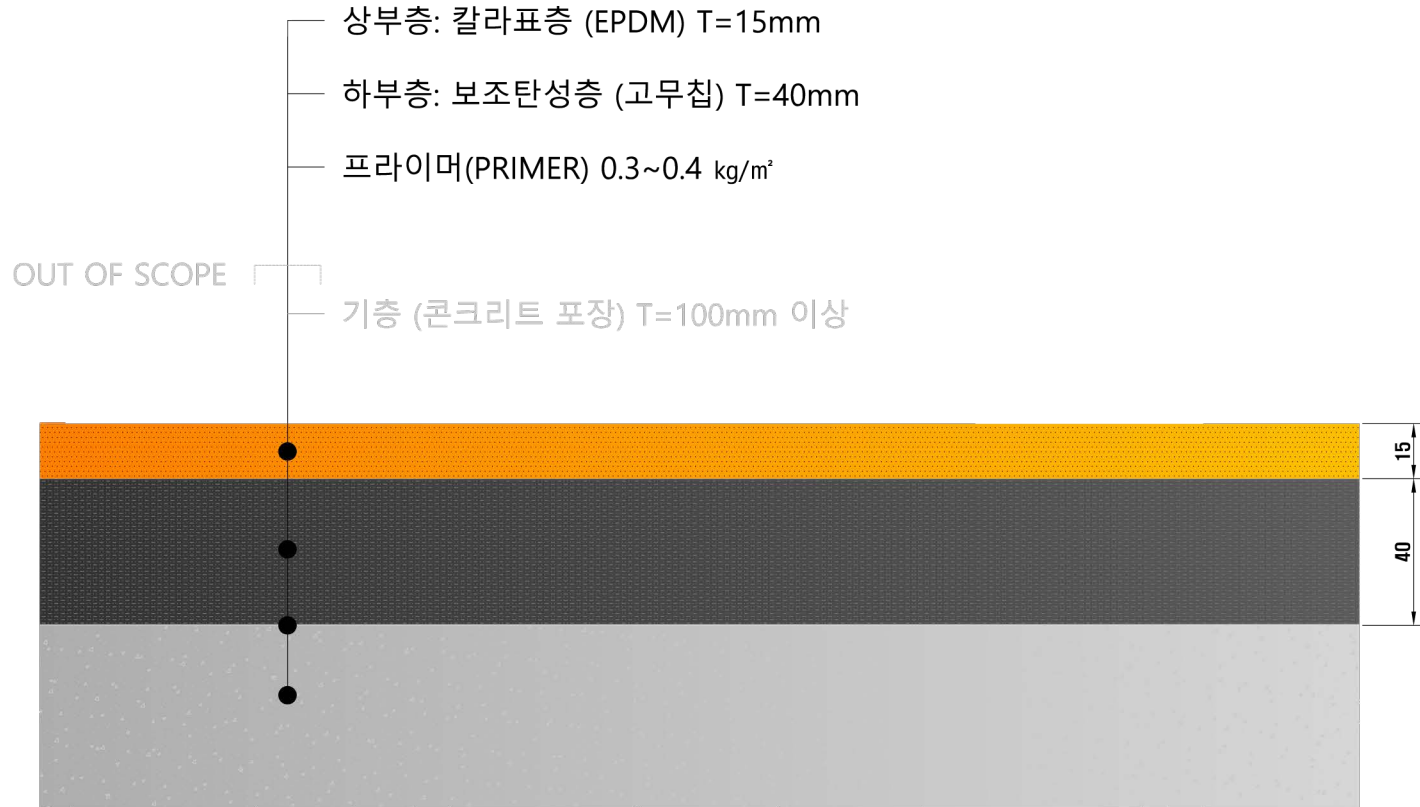 상부층: 칼라표층 (EPDM) T=15mm
하부층: 보조탄성층 (고무칩) T=40mm
프라이머(PRIMER) 0.3~0.4 kg/㎡
OUT OF SCOPE
기층 (콘크리트 포장) T=100mm 이상
15
40